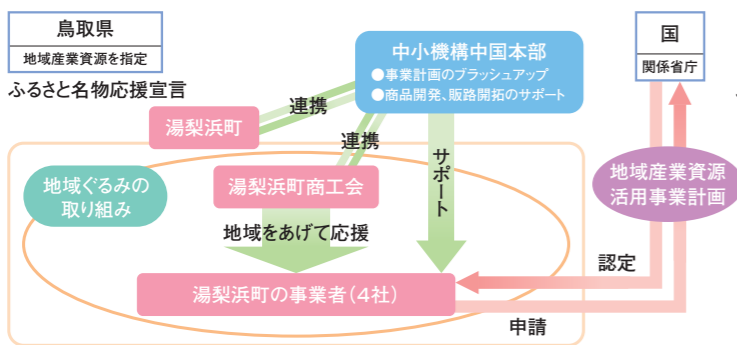 鳥取県
地域産業資源を指定
ふるさと名物応援宣言
湯梨浜町
連携
中小機構中国本部
●事業計画のブラッシュアップ
●商品開発、販路開拓のサポート
連携
国
関係省庁
地域ぐるみの
取り組み
湯梨浜町商工会
サポート
地域産業資源
活用事業計画
地域をあげて応援
湯梨浜町の事業者(4社)
認定
申請